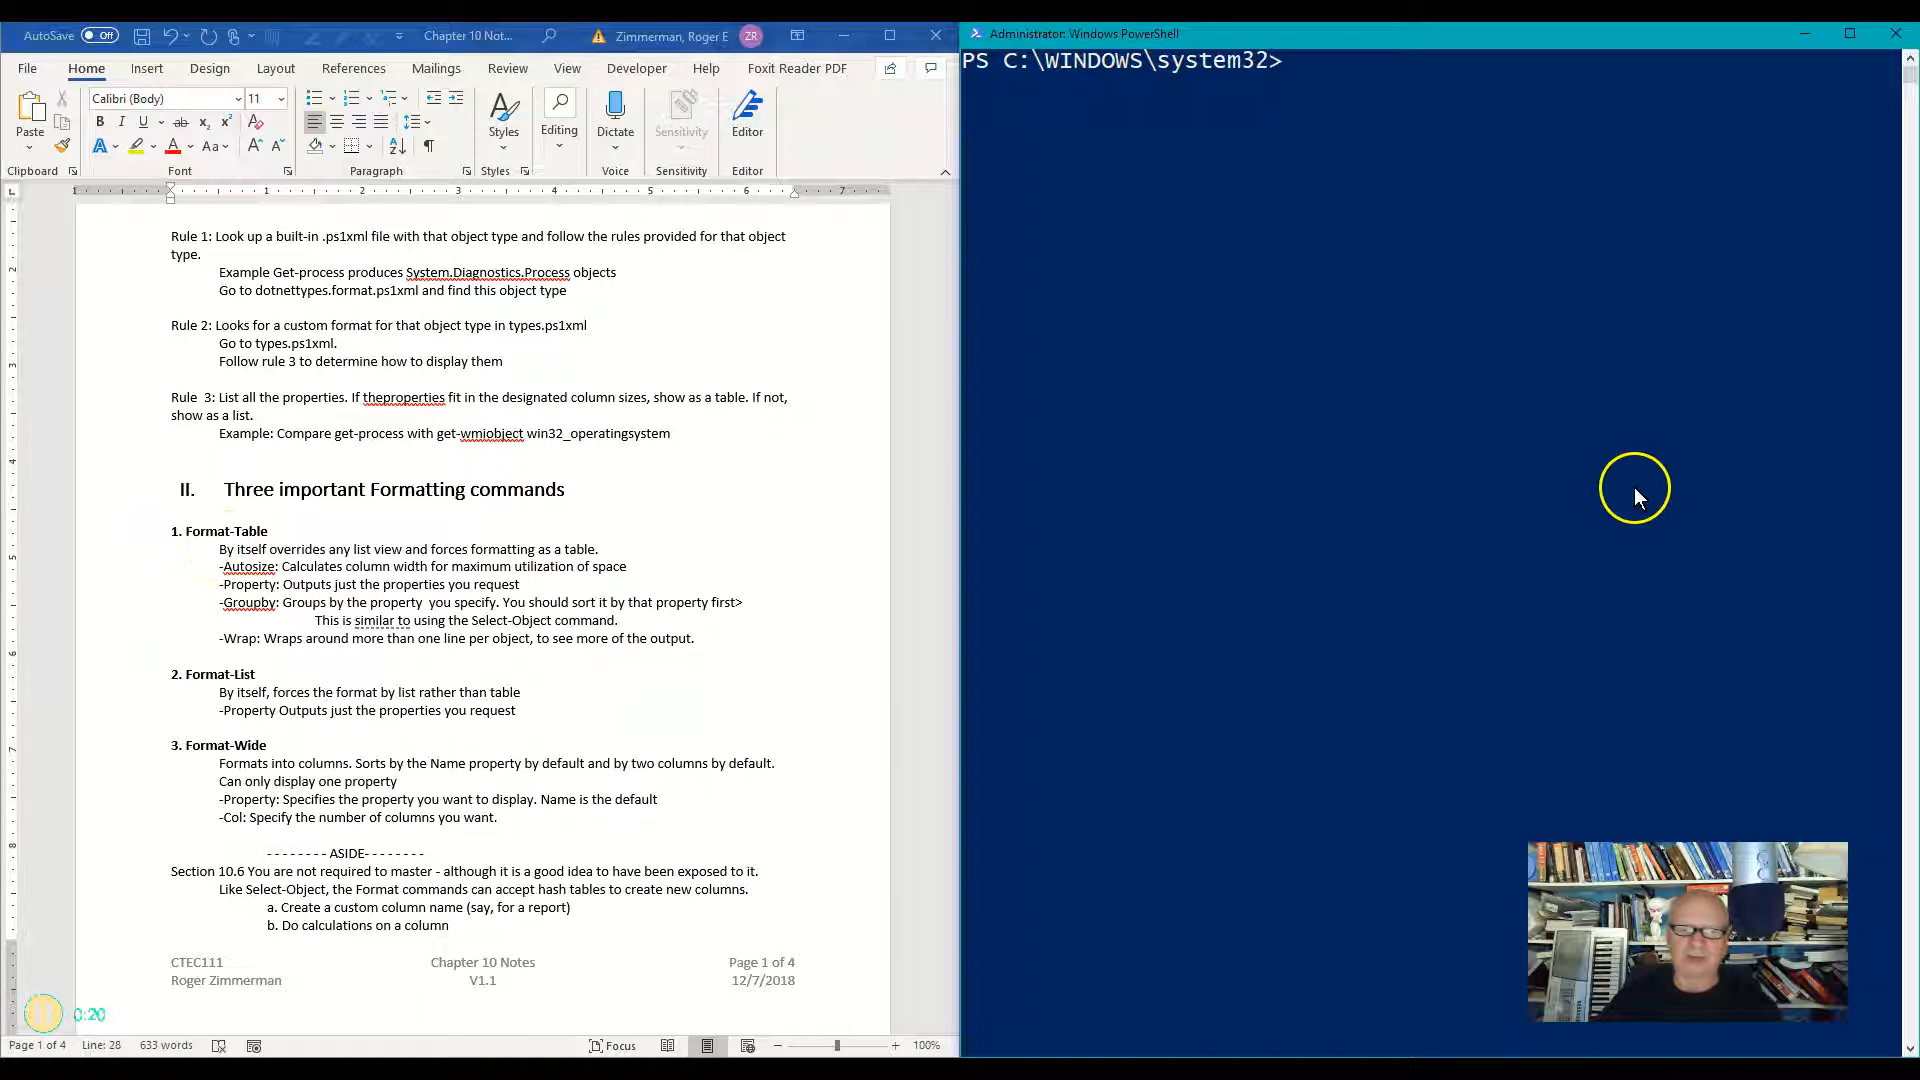 AutoSave Off Chapter 10 Not... Zimmerman, Roger E ZR
File Home Insert Design Layout References Mailings Review View Developer Help Foxit Reader PDF
Calibri (Body) 11
Paste Styles Editing Dictate Sensitivity Editor
Clipboard Font Paragraph Styles Voice Sensitivity Editor
Rule 1: Look up a built-in .ps1xml file with that object type and follow the rules provided for that object
type.
Example Get-process produces System.Diagnostics.Process objects
Go to dotnettypes.format.ps1xml and find this object type
Rule 2: Looks for a custom format for that object type in types.ps1xml
Go to types.ps1xml.
Follow rule 3 to determine how to display them
Rule  3: List all the properties. If theproperties fit in the designated column sizes, show as a table. If not,
show as a list.
Example: Compare get-process with get-wmiobject win32_operatingsystem
II. Three important Formatting commands
1. Format-Table
By itself overrides any list view and forces formatting as a table.
-Autosize: Calculates column width for maximum utilization of space
-Property: Outputs just the properties you request
-Groupby: Groups by the property  you specify. You should sort it by that property first>
This is similar to using the Select-Object command.
-Wrap: Wraps around more than one line per object, to see more of the output.
2. Format-List
By itself, forces the format by list rather than table
-Property Outputs just the properties you request
3. Format-Wide
Formats into columns. Sorts by the Name property by default and by two columns by default.
Can only display one property
-Property: Specifies the property you want to display. Name is the default
-Col: Specify the number of columns you want.
- - - - - - - - ASIDE- - - - - - - -
Section 10.6 You are not required to master - although it is a good idea to have been exposed to it.
Like Select-Object, the Format commands can accept hash tables to create new columns.
a. Create a custom column name (say, for a report)
b. Do calculations on a column
CTEC111 Chapter 10 Notes Page 1 of 4
Roger Zimmerman V1.1 12/7/2018
0:20
Page 1 of 4 Line: 28 633 words Focus 100%
Administrator: Windows PowerShell
PS C:\WINDOWS\system32>